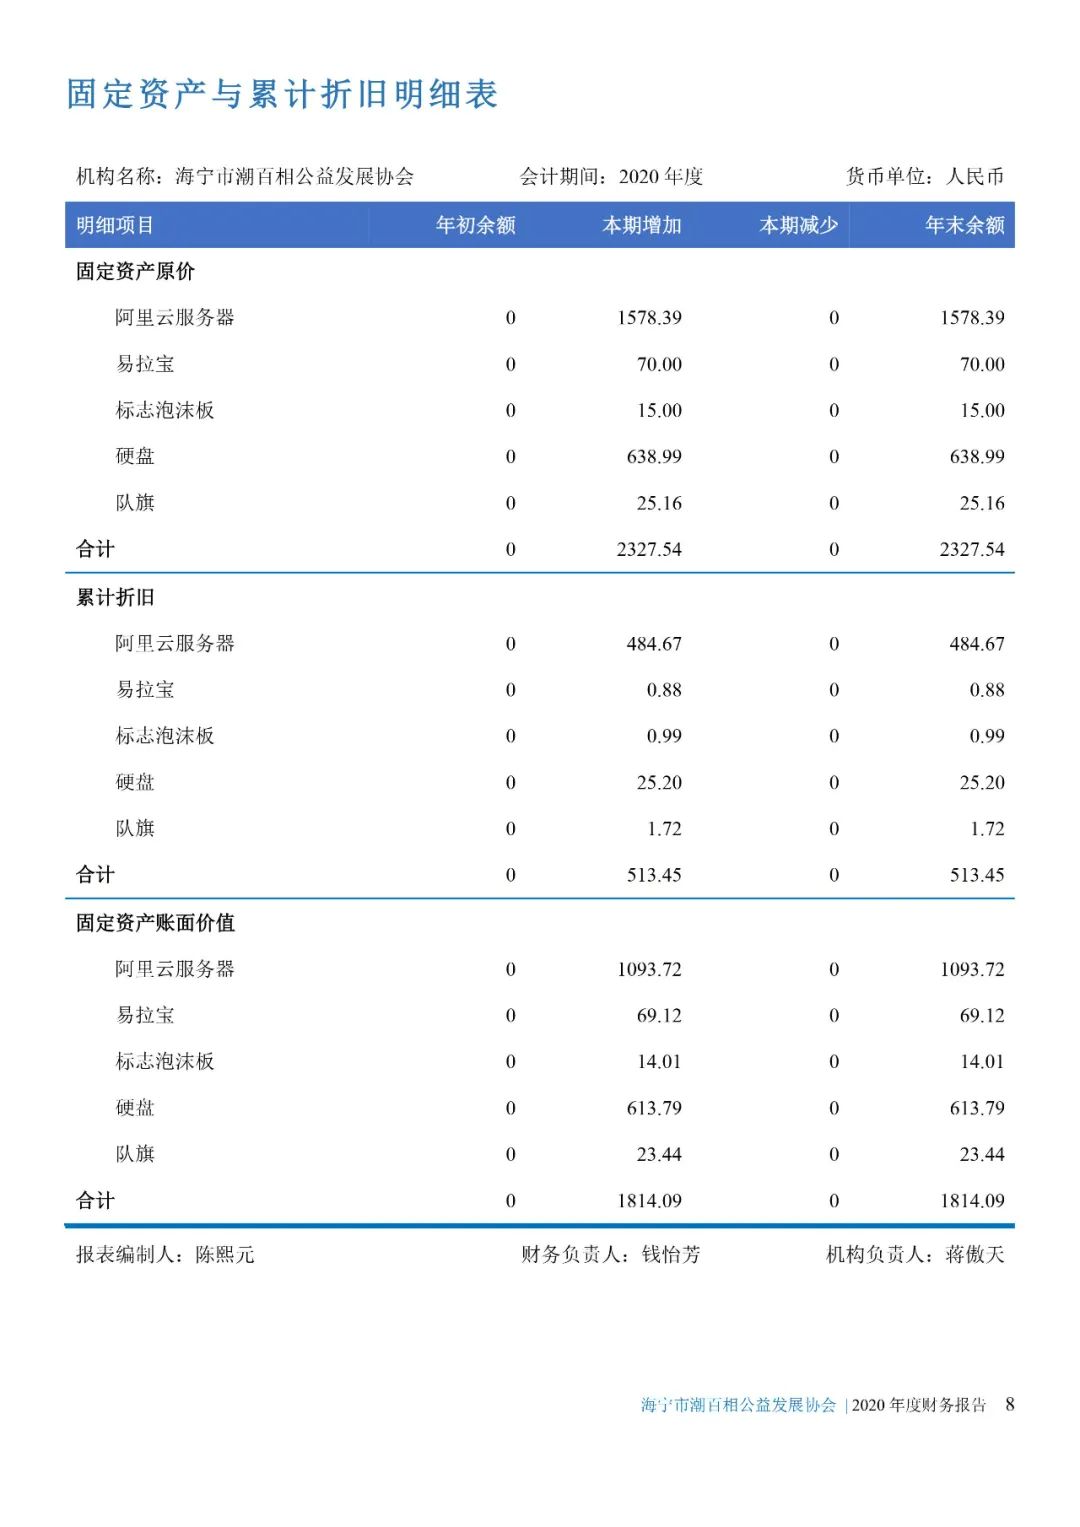 固定资产与累计折旧明细表
机构名称：海宁市潮百相公益发展协会 会计期间：2020 年度 货币单位：人民币
明细项目 年初余额 本期增加 本期减少 年末余额
固定资产原价
阿里云服务器 0 1578.39 0 1578.39
易拉宝 0 70.00 0 70.00
标志泡沫板 0 15.00 0 15.00
硬盘 0 638.99 0 638.99
队旗 0 25.16 0 25.16
合计 0 2327.54 0 2327.54
累计折旧
阿里云服务器 0 484.67 0 484.67
易拉宝 0 0.88 0 0.88
标志泡沫板 0 0.99 0 0.99
硬盘 0 25.20 0 25.20
队旗 0 1.72 0 1.72
合计 0 513.45 0 513.45
固定资产账面价值
阿里云服务器 0 1093.72 0 1093.72
易拉宝 0 69.12 0 69.12
标志泡沫板 0 14.01 0 14.01
硬盘 0 613.79 0 613.79
队旗 0 23.44 0 23.44
合计 0 1814.09 0 1814.09
报表编制人：陈熙元 财务负责人：钱怡芳 机构负责人：蒋傲天
海宁市潮百相公益发展协会 | 2020 年度财务报告 8